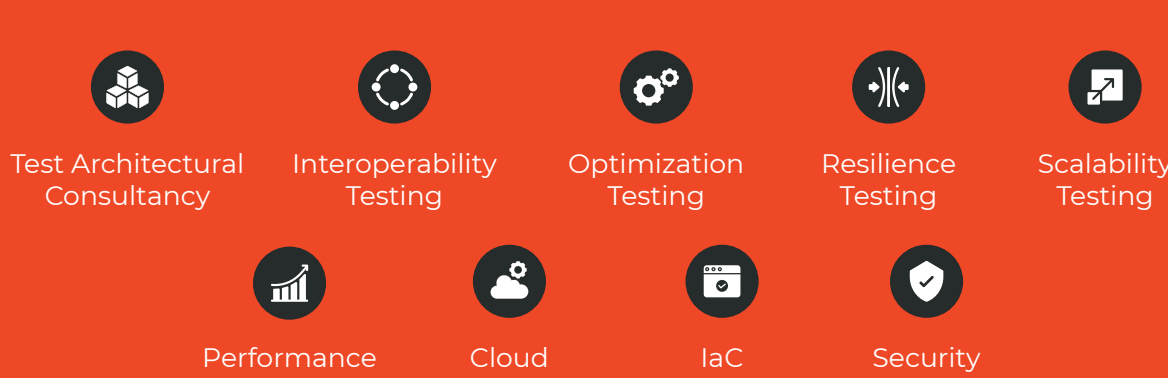 Test Architectural
Consultancy
Interoperability
Testing
Optimization
Testing
Resilience
Testing
Scalability
Testing
Performance
Cloud
IaC
Security